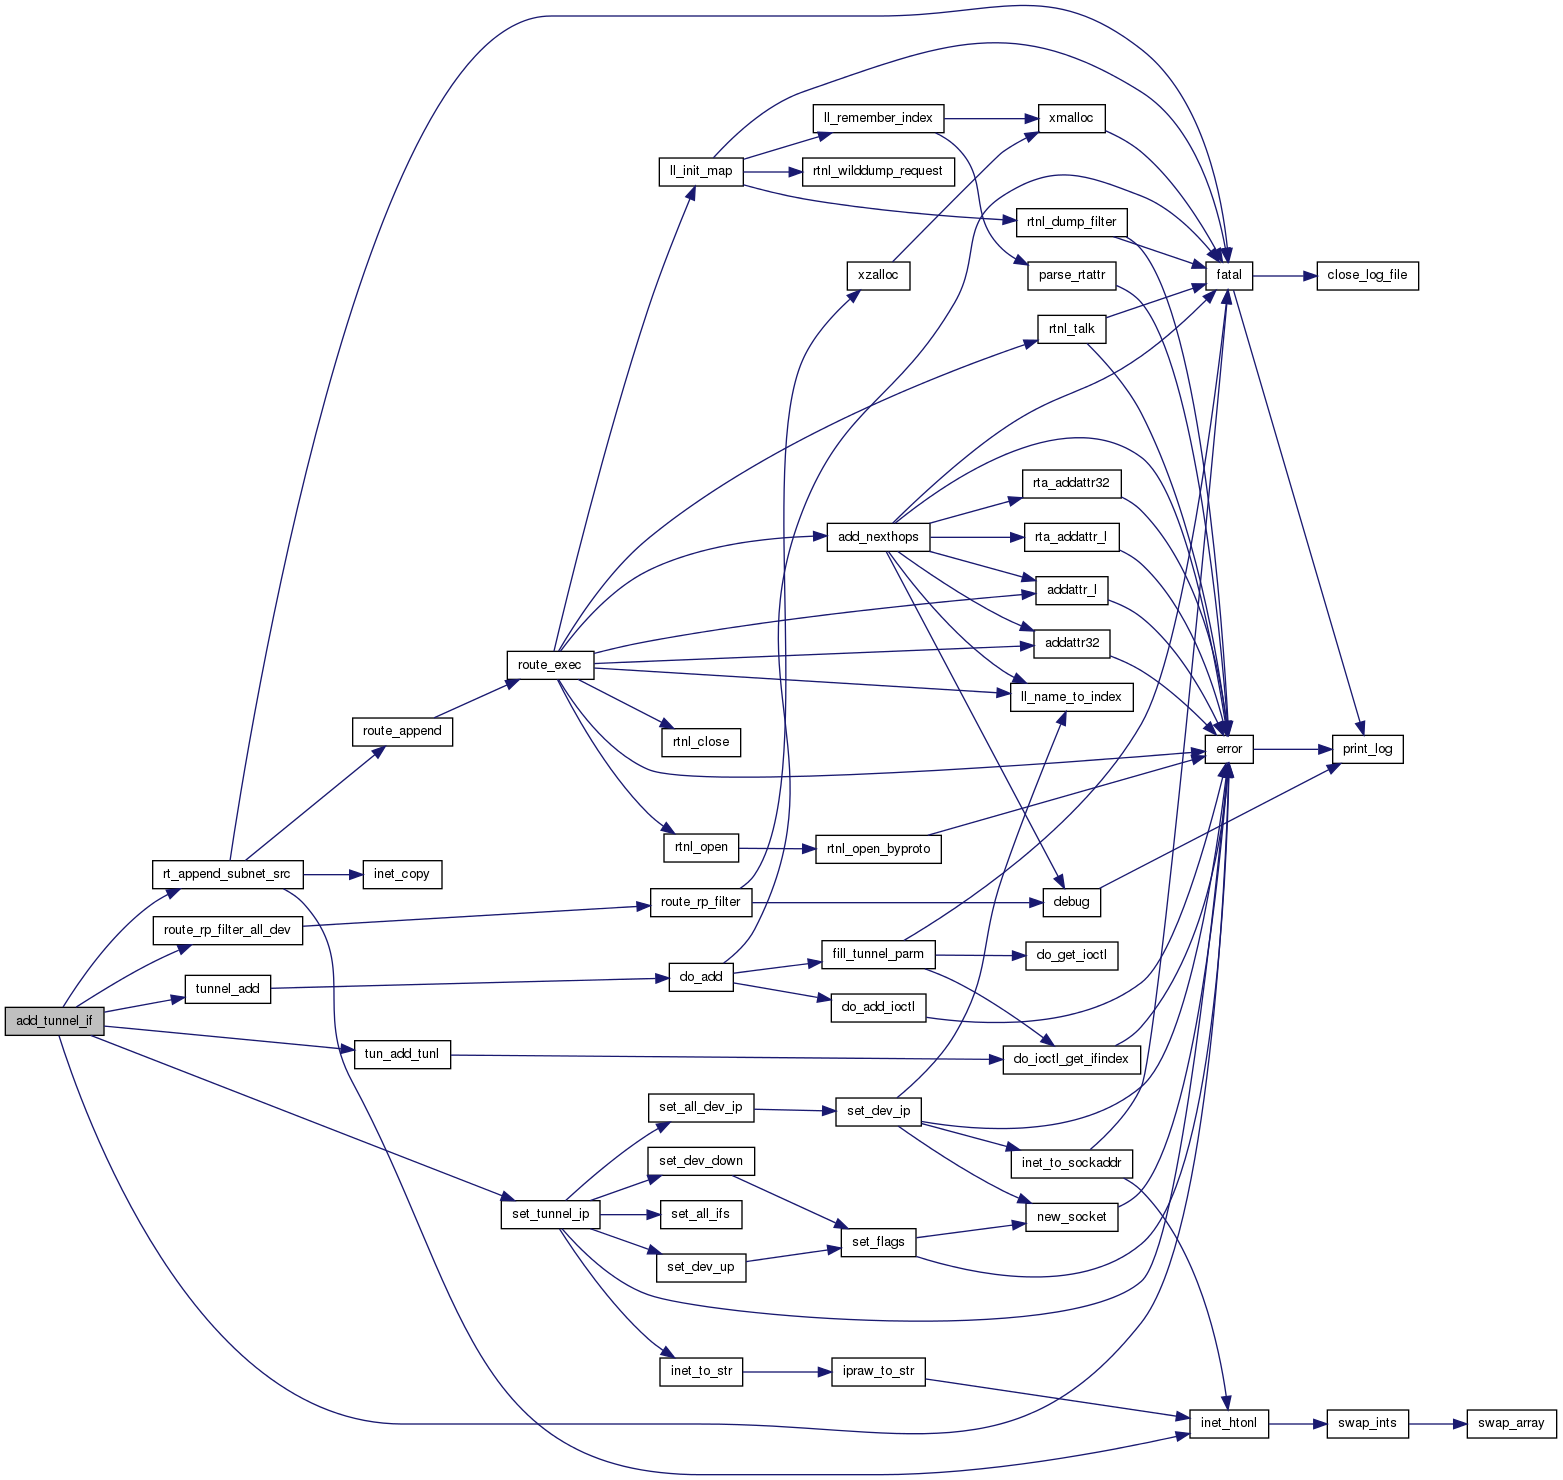 ll_remember_index
xmalloc
ll_init_map
rtnl_wilddump_request
rtnl_dump_filter
xzalloc
parse_rtattr
fatal
close_log_file
rtnl_talk
rta_addattr32
add_nexthops
rta_addattr_l
addattr_l
addattr32
route_exec
ll_name_to_index
route_append
rtnl_close
error
print_log
rtnl_open
rtnl_open_byproto
rt_append_subnet_src
inet_copy
route_rp_filter
debug
route_rp_filter_all_dev
fill_tunnel_parm
do_get_ioctl
tunnel_add
do_add
do_add_ioctl
add_tunnel_if
tun_add_tunl
do_ioctl_get_ifindex
set_all_dev_ip
set_dev_ip
set_dev_down
inet_to_sockaddr
set_tunnel_ip
set_all_ifs
new_socket
set_flags
set_dev_up
inet_to_str
ipraw_to_str
inet_htonl
swap_ints
swap_array